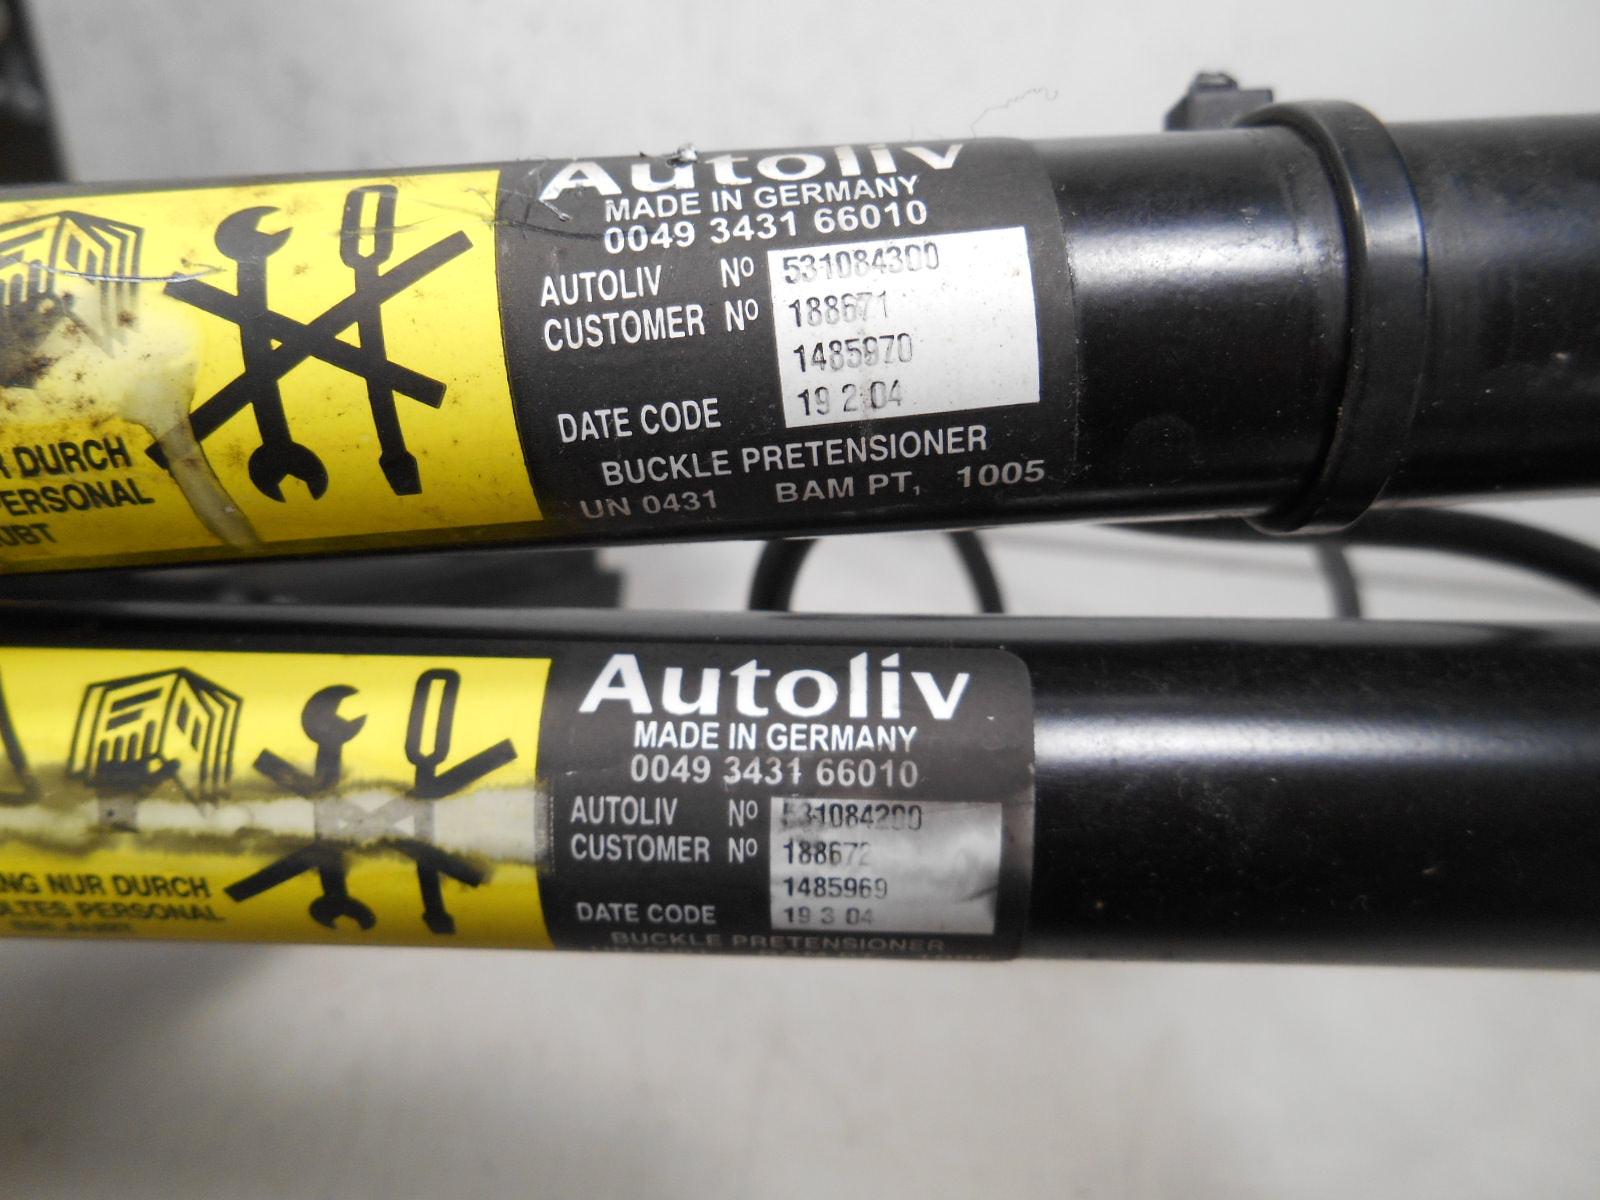 Autoliv
MADE IN GERMANY
0049 3431 66010
AUTOLIV Nº 531084300
CUSTOMER Nº 188671
1485970
DATE CODE 19 2 04
BUCKLE PRETENSIONER
UN 0431 BAM PT, 1005
DURCH
PERSONAL
Autoliv
MADE IN GERMANY
0049 3431 66010
AUTOLIV Nº 531084200
CUSTOMER Nº 188672
1485969
DATE CODE 19 3 04
BUCKLE PRETENSIONER
NUR DURCH
PERSONAL